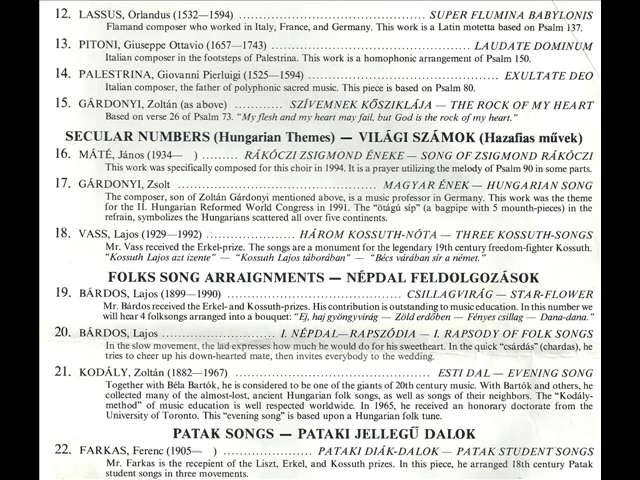 12. LASSUS, Orlandus (1532—1594) ........................................ SUPER FLUMINA BABYLONIS
Flamand composer who worked in Italy, France, and Germany. This work is a Latin motetta based on Psalm 137.
13. PITONI, Giuseppe Ottavio (1657—1743) ........................................ LAUDATE DOMINUM
Italian composer in the footsteps of Palestrina. This work is a homophonic arrangement of Psalm 150.
14. PALESTRINA, Giovanni Pierluigi (1525—1594) ........................................ EXULTATE DEO
Italian composer, the father of polyphonic sacred music. This piece is based on Psalm 80.
15. GÁRDONYI, Zoltán (as above) ................ SZÍVEMNEK KŐSZIKLÁJA — THE ROCK OF MY HEART
Based on verse 26 of Psalm 73. "My flesh and my heart may fail, but God is the rock of my heart."
SECULAR NUMBERS (Hungarian Themes) — VILÁGI SZÁMOK (Hazafias művek)
16. MÁTÉ, János (1934— ) ......... RÁKÓCZI ZSIGMOND ÉNEKE — SONG OF ZSIGMOND RÁKÓCZI
This work was specifically composed for this choir in 1994. It is a prayer utilizing the melody of Psalm 90 in some parts.
17. GÁRDONYI, Zsolt ........................................ MAGYAR ÉNEK — HUNGARIAN SONG
The composer, son of Zoltán Gárdonyi mentioned above, is a music professor in Germany. This work was the theme
for the II. Hungarian Reformed World Congress in 1991. The "ötágú síp" (a bagpipe with 5 mounth-pieces) in the
refrain, symbolizes the Hungarians scattered all over five continents.
18. VASS, Lajos (1929—1992) ........................ HÁROM KOSSUTH-NÓTA — THREE KOSSUTH-SONGS
Mr. Vass received the Erkel-prize. The songs are a monument for the legendary 19th century freedom-fighter Kossuth.
"Kossuth Lajos azt izente" — "Kossuth Lajos táborában" — "Bécs várában sír a német."
FOLKS SONG ARRAIGNMENTS — NÉPDAL FELDOLGOZÁSOK
19. BÁRDOS, Lajos (1899—1990) ................................ CSILLAGVIRÁG — STAR-FLOWER
Mr. Bárdos received the Erkel- and Kossuth-prizes. His contribution is outstanding to music education. In this number we
will hear 4 folksongs arranged into a bouquet: "Ej, haj gyöngyvirág — Zöld erdőben — Fényes csillag — Duna-dana."
20. BÁRDOS, Lajos ........................ I. NÉPDAL—RAPSZÓDIA — I. RAPSODY OF FOLK SONGS
In the slow movement, the lad expresses how much he would do for his sweetheart. In the quick "csárdás" (chardas), he
tries to cheer up his down-hearted mate, then invites everybody to the wedding.
21. KODÁLY, Zoltán (1882—1967) ................................ ESTI DAL — EVENING SONG
Together with Béla Bartók, he is considered to be one of the giants of 20th century music. With Bartók and others, he
collected many of the almost-lost, ancient Hungarian folk songs, as well as songs of their neighbors. The "Kodály-
method" of music education is well respected worldwide. In 1965, he received an honorary doctorate from the
University of Toronto. This "evening song" is based upon a Hungarian folk tune.
PATAK SONGS — PATAKI JELLEGŰ DALOK
22. FARKAS, Ferenc (1905— ) ................ PATAKI DIÁK-DALOK — PATAK STUDENT SONGS
Mr. Farkas is the recepient of the Liszt, Erkel, and Kossuth prizes. In this piece, he arranged 18th century Patak
student songs in three movements.